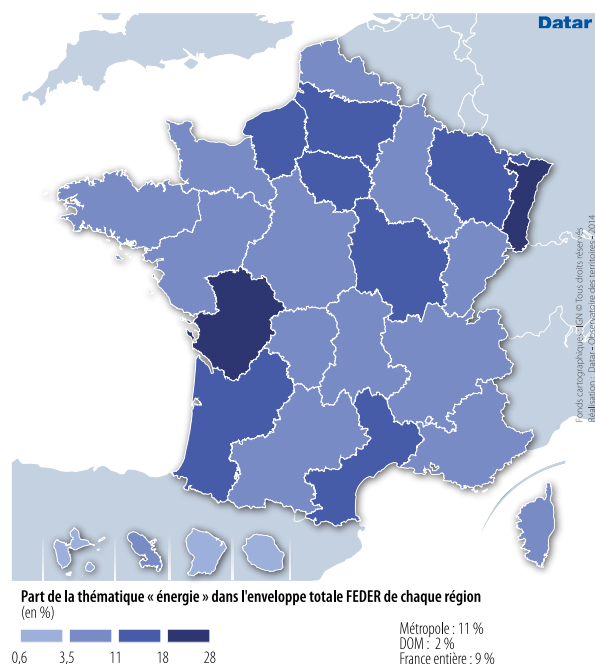 Datar
Fonds cartographiques : IGN © Tous droits réservés
Réalisation : Datar • Observatoire des territoires • 2014
Part de la thématique « énergie » dans l'enveloppe totale FEDER de chaque région
(en %)
0,6 3,5 11 18 28
Métropole : 11 %
DOM : 2 %
France entière : 9 %